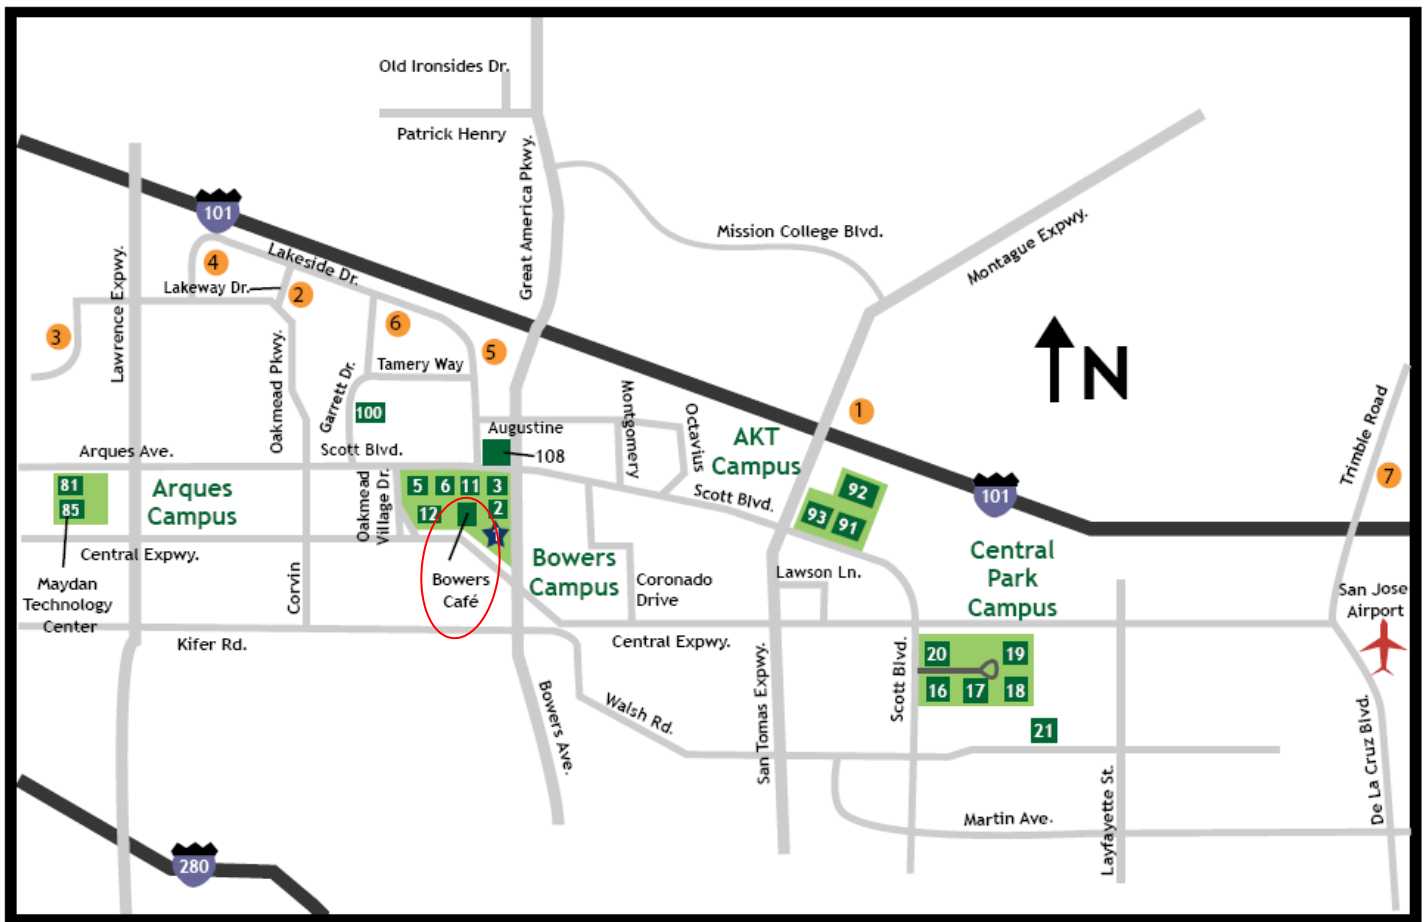 Old Ironsides Dr.
Patrick Henry
Great America Pkwy.
Mission College Blvd.
Montague Expwy.
101
4
Lakeside Dr.
Lakeway Dr.
2
3
6
5
Lawrence Expwy.
Oakmead Pkwy.
Garrett Dr.
Tamery Way
N
1
100
Augustine
Montgomery
Octavius
AKT
Campus
Trimble Road
7
Arques Ave.
Scott Blvd.
108
Scott Blvd.
101
81
85
Arques
Campus
Oakmead
Village Dr.
5
6
11
3
12
2
1
92
93
91
Central Expwy.
Bowers
Campus
Central
Park
Campus
Maydan
Technology
Center
Corvin
Bowers
Café
Coronado
Drive
Lawson Ln.
San Jose
Airport
Kifer Rd.
Central Expwy.
20
19
16
17
18
21
Bowers Ave.
Walsh Rd.
San Tomas Expwy.
Scott Blvd.
Layfayette St.
De La Cruz Blvd.
Martin Ave.
280